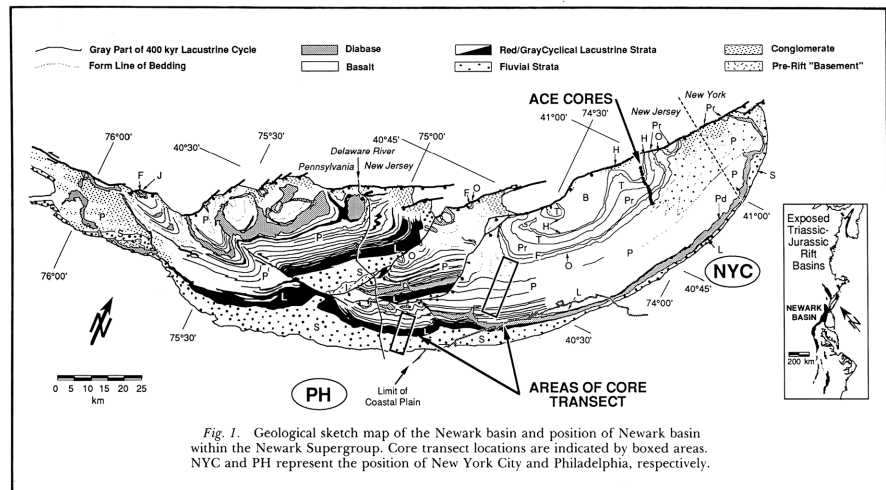 Gray Part of 400 kyr Lacustrine Cycle
Form Line of Bedding
Diabase
Basalt
Red/GrayCyclical Lacustrine Strata
Fluvial Strata
Conglomerate
Pre-Rift "Basement"
ACE CORES
New York
New Jersey
74°30'
41°00'
40°45'
75°00'
Delaware River
Pennsylvania
New Jersey
75°30'
40°30'
76°00'
F
J
P
S
76°00'
75°30'
P
P
L
S
P
L
P
O
L
L
S
F
O
H
H
Pr
O
T
B
T
H
T
Pr
Pr
F
O
P
P
L
S
Pr
P
P
Pd
S
L
41°00'
40°45'
74°00'
40°30'
NYC
PH
N
0 5 10 15 20 25
km
Limit of
Coastal Plain
AREAS OF CORE
TRANSECT
Exposed
Triassic-
Jurassic
Rift
Basins
NEWARK
BASIN
N
200 km
Fig. 1. Geological sketch map of the Newark basin and position of Newark basin
within the Newark Supergroup. Core transect locations are indicated by boxed areas.
NYC and PH represent the position of New York City and Philadelphia, respectively.